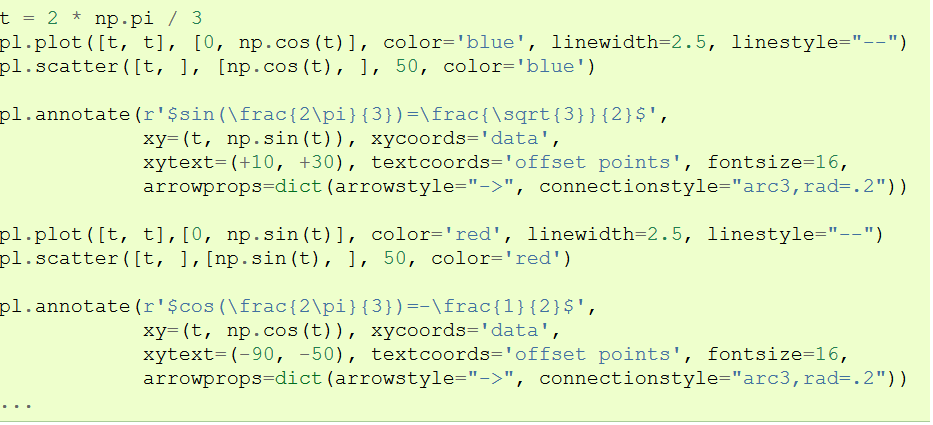 t = 2 * np.pi / 3
pl.plot([t, t], [0, np.cos(t)], color='blue', linewidth=2.5, linestyle="--")
pl.scatter([t, ], [np.cos(t), ], 50, color='blue')

pl.annotate(r'$sin(\frac{2\pi}{3})=\frac{\sqrt{3}}{2}$',
            xy=(t, np.sin(t)), xycoords='data',
            xytext=(+10, +30), textcoords='offset points', fontsize=16,
            arrowprops=dict(arrowstyle="->", connectionstyle="arc3,rad=.2"))

pl.plot([t, t],[0, np.sin(t)], color='red', linewidth=2.5, linestyle="--")
pl.scatter([t, ],[np.sin(t), ], 50, color='red')

pl.annotate(r'$cos(\frac{2\pi}{3})=-\frac{1}{2}$',
            xy=(t, np.cos(t)), xycoords='data',
            xytext=(-90, -50), textcoords='offset points', fontsize=16,
            arrowprops=dict(arrowstyle="->", connectionstyle="arc3,rad=.2"))
...